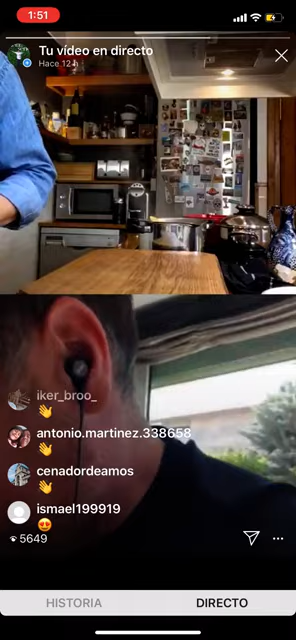 1:51
Tu vídeo en directo
Hace 12 h
iker_broo_
👋
antonio.martinez.338658
👋
cenadordeamos
👋
ismael199919
😍
5649
HISTORIA DIRECTO